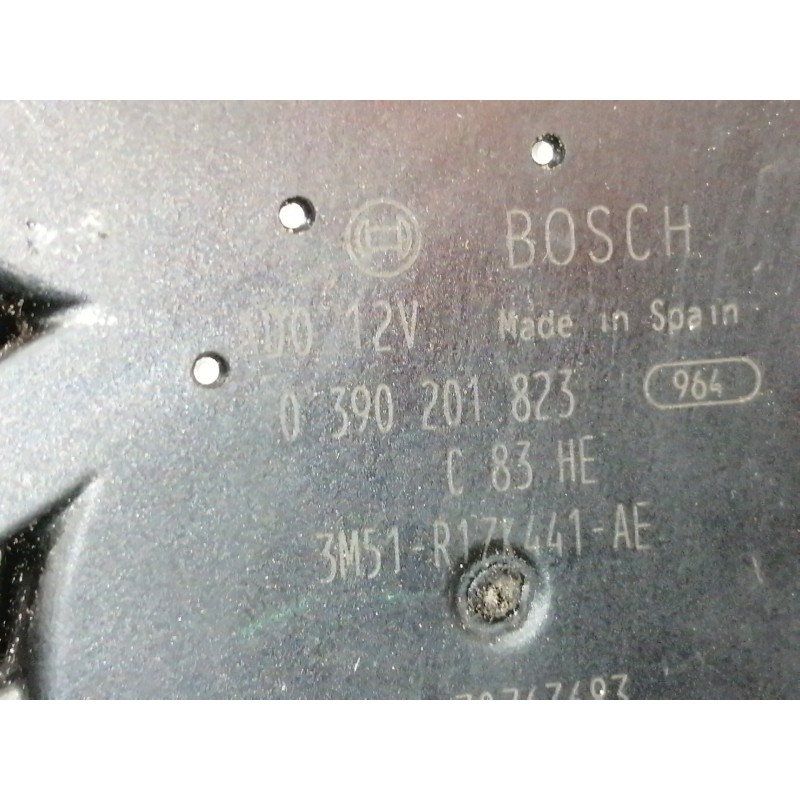 BOSCH
12V Made in Spain
0 390 201 823 964
C 83 HE
3M51-R17K441-AE